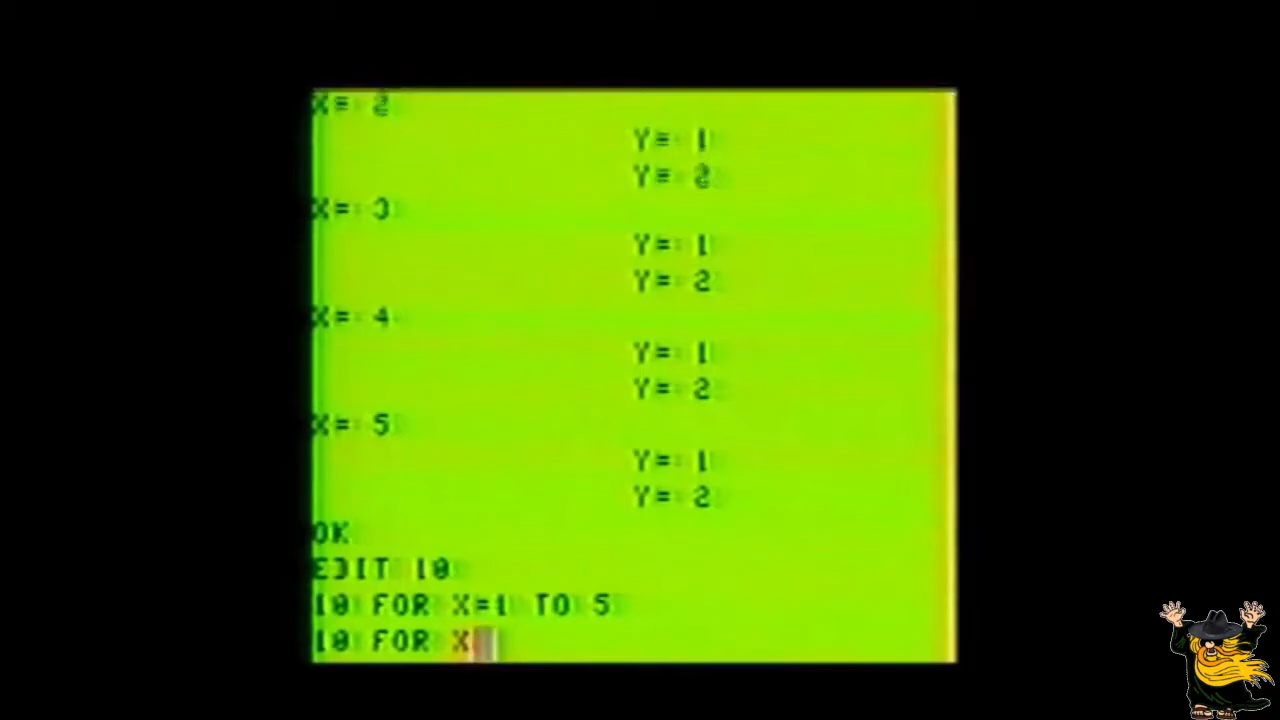 X= 2
Y= 1
Y= 2
X= 3
Y= 1
Y= 2
X= 4
Y= 1
Y= 2
X= 5
Y= 1
Y= 2
OK
EDIT 10
10 FOR X=1 TO 5
10 FOR X